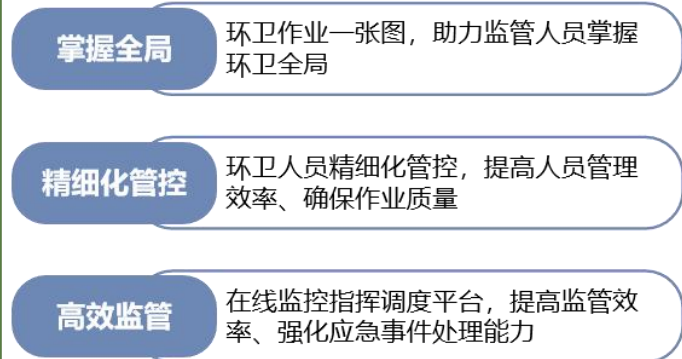 掌握全局
环卫作业一张图，助力监管人员掌握
环卫全局
精细化管控
环卫人员精细化管控，提高人员管理
效率、确保作业质量
高效监管
在线监控指挥调度平台，提高监管效
率、强化应急事件处理能力